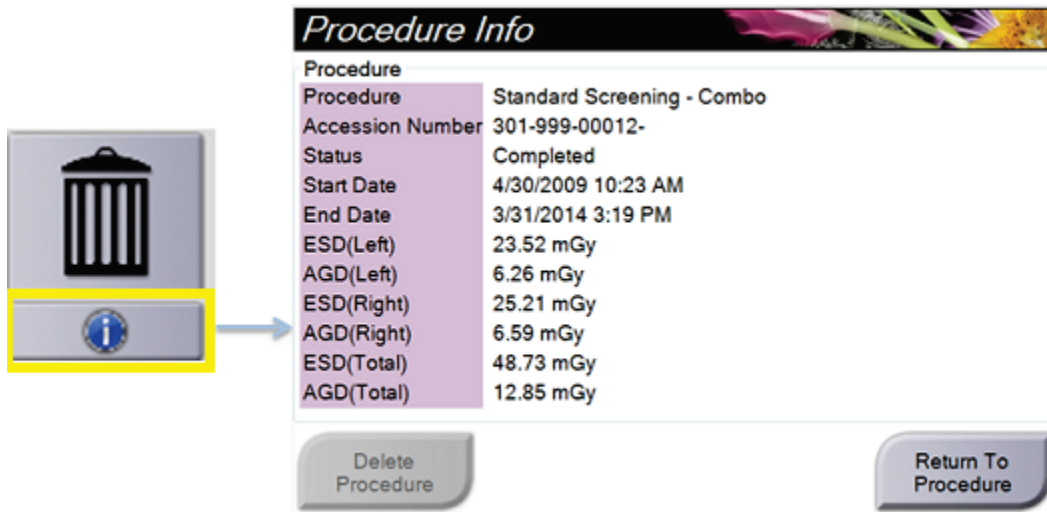 Procedure Info
Procedure
Procedure Standard Screening - Combo
Accession Number 301-999-00012-
Status Completed
Start Date 4/30/2009 10:23 AM
End Date 3/31/2014 3:19 PM
ESD(Left) 23.52 mGy
AGD(Left) 6.26 mGy
ESD(Right) 25.21 mGy
AGD(Right) 6.59 mGy
ESD(Total) 48.73 mGy
AGD(Total) 12.85 mGy
Delete
Procedure
Return To
Procedure